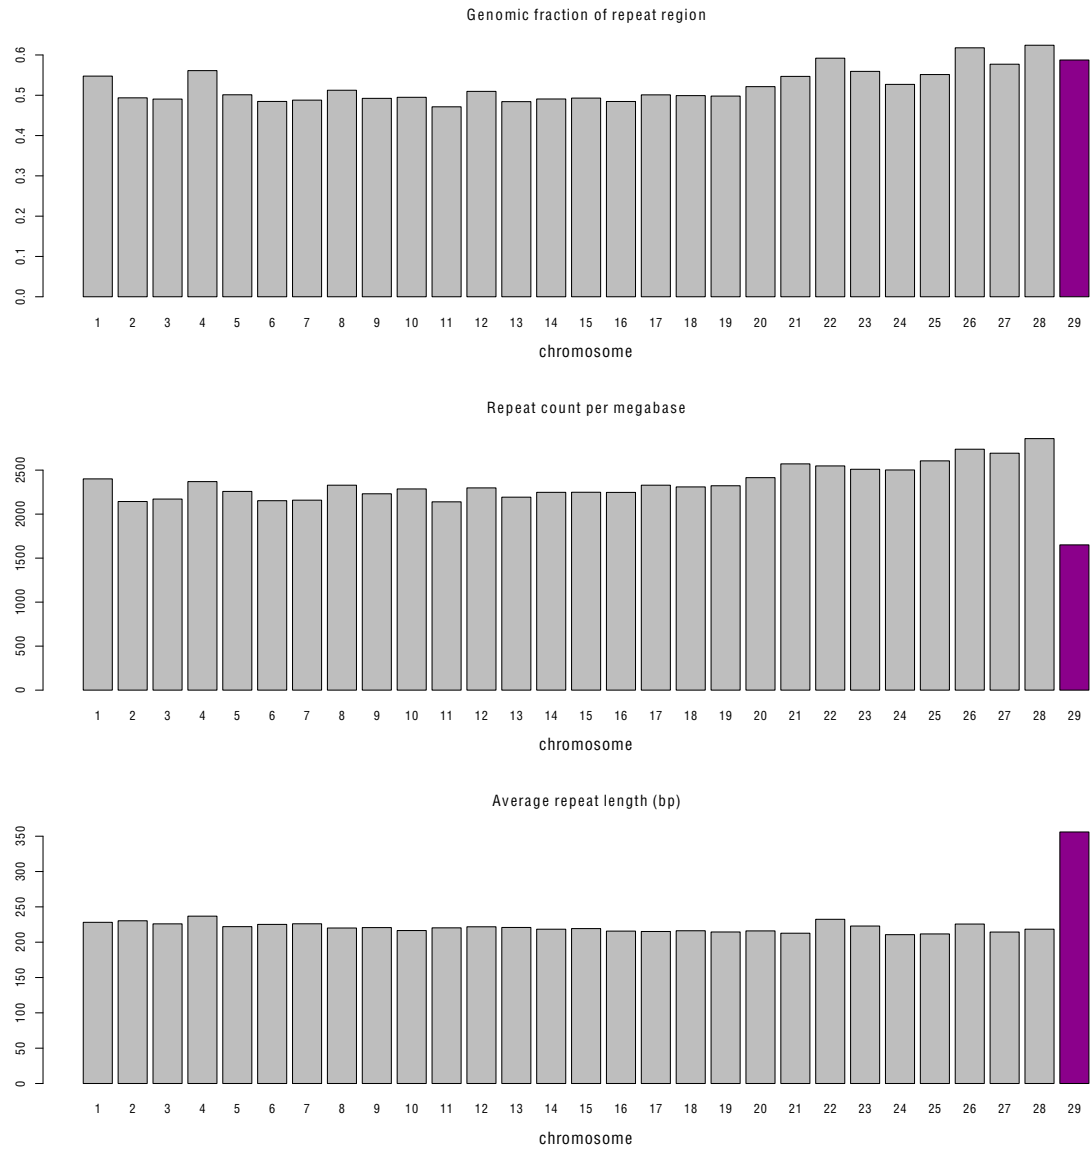 Genomic fraction of repeat region
0.6
0.5
0.4
0.3
0.2
0.1
0.0
1 2 3 4 5 6 7 8 9 10 11 12 13 14 15 16 17 18 19 20 21 22 23 24 25 26 27 28 29
chromosome
Repeat count per megabase
2500
2000
1500
1000
500
0
1 2 3 4 5 6 7 8 9 10 11 12 13 14 15 16 17 18 19 20 21 22 23 24 25 26 27 28 29
chromosome
Average repeat length (bp)
350
300
250
200
150
100
50
0
1 2 3 4 5 6 7 8 9 10 11 12 13 14 15 16 17 18 19 20 21 22 23 24 25 26 27 28 29
chromosome